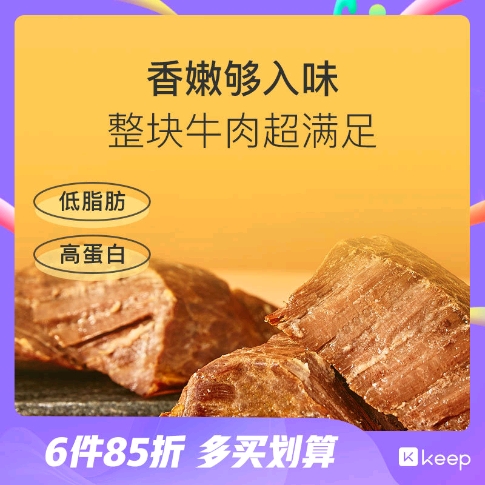 香嫩够入味
整块牛肉超满足
低脂肪
高蛋白
6件85折 多买划算
keep